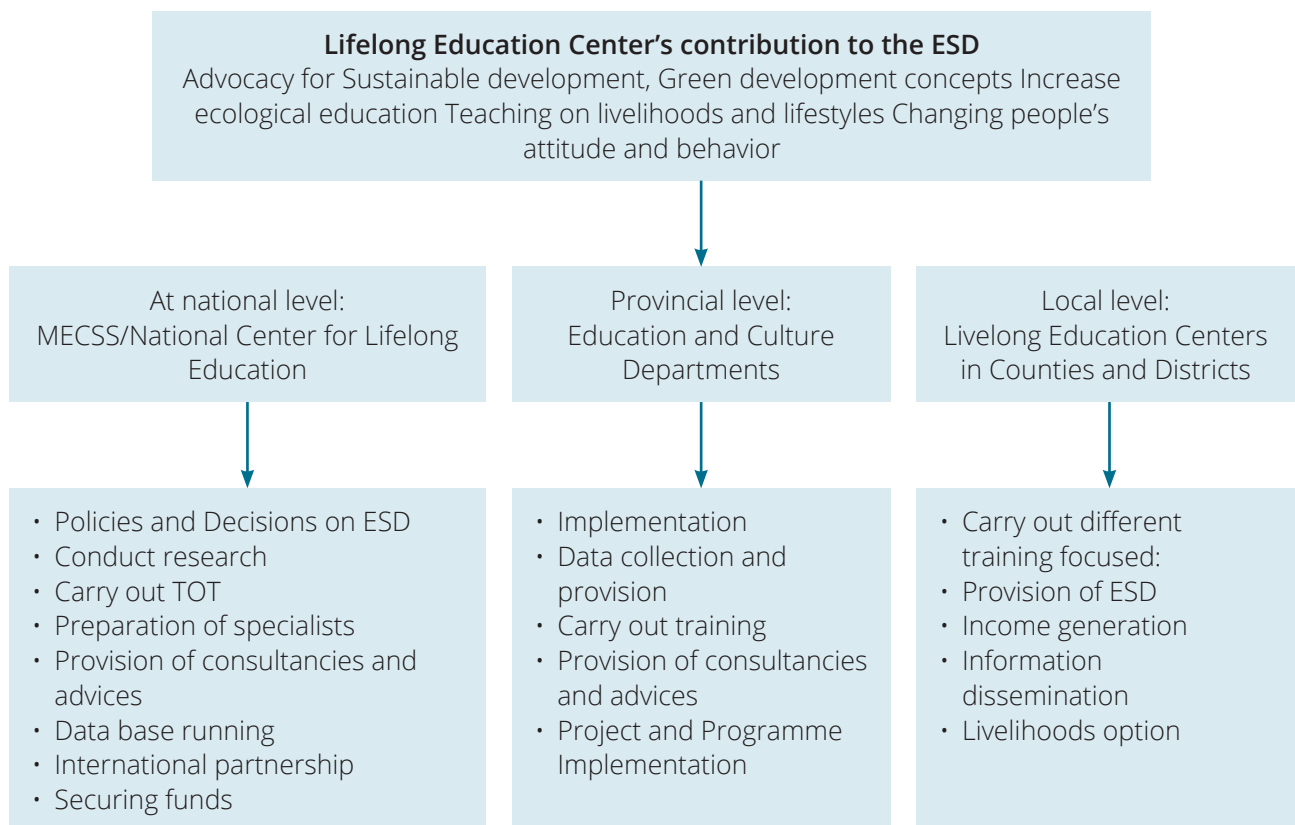 Lifelong Education Center’s contribution to the ESD
Advocacy for Sustainable development, Green development concepts Increase
ecological education Teaching on livelihoods and lifestyles Changing people’s
attitude and behavior
At national level:
MECSS/National Center for Lifelong
Education
Provincial level:
Education and Culture
Departments
Local level:
Livelong Education Centers
in Counties and Districts
• Policies and Decisions on ESD
• Conduct research
• Carry out TOT
• Preparation of specialists
• Provision of consultancies and
advices
• Data base running
• International partnership
• Securing funds
• Implementation
• Data collection and
provision
• Carry out training
• Provision of consultancies
and advices
• Project and Programme
Implementation
• Carry out different
training focused:
• Provision of ESD
• Income generation
• Information
dissemination
• Livelihoods option